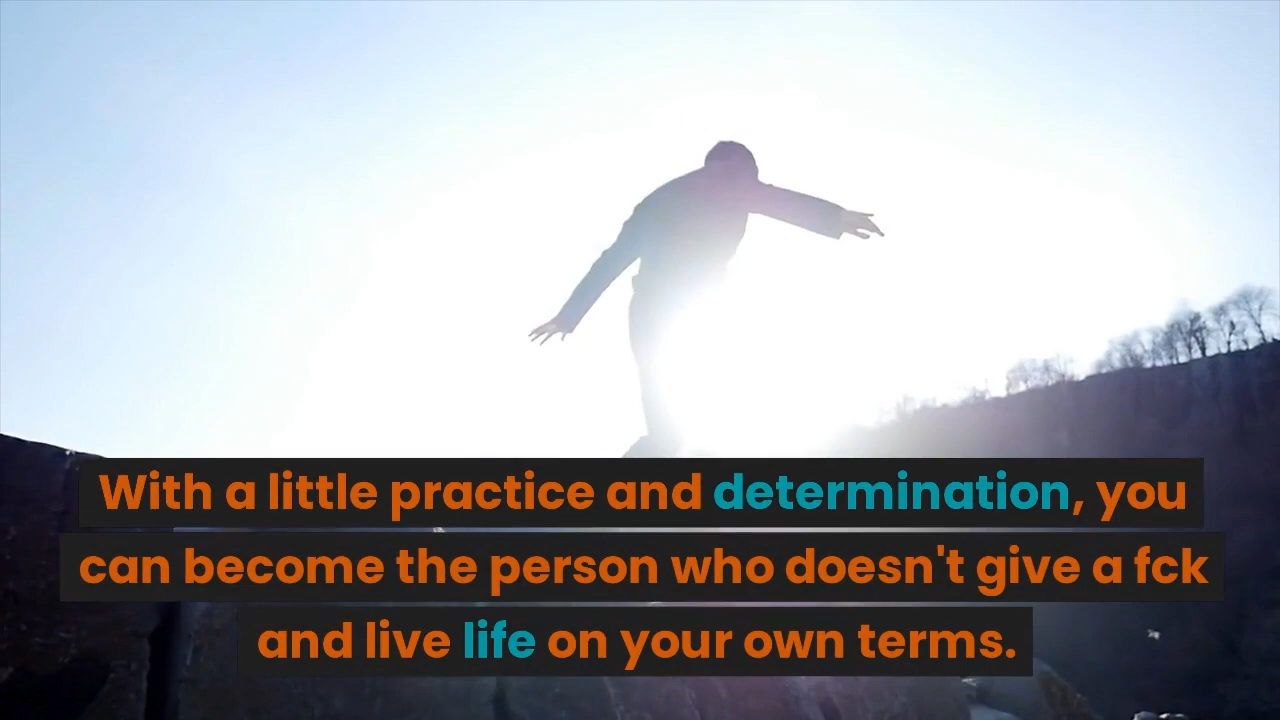 With a little practice and determination, you
can become the person who doesn't give a fck
and live life on your own terms.